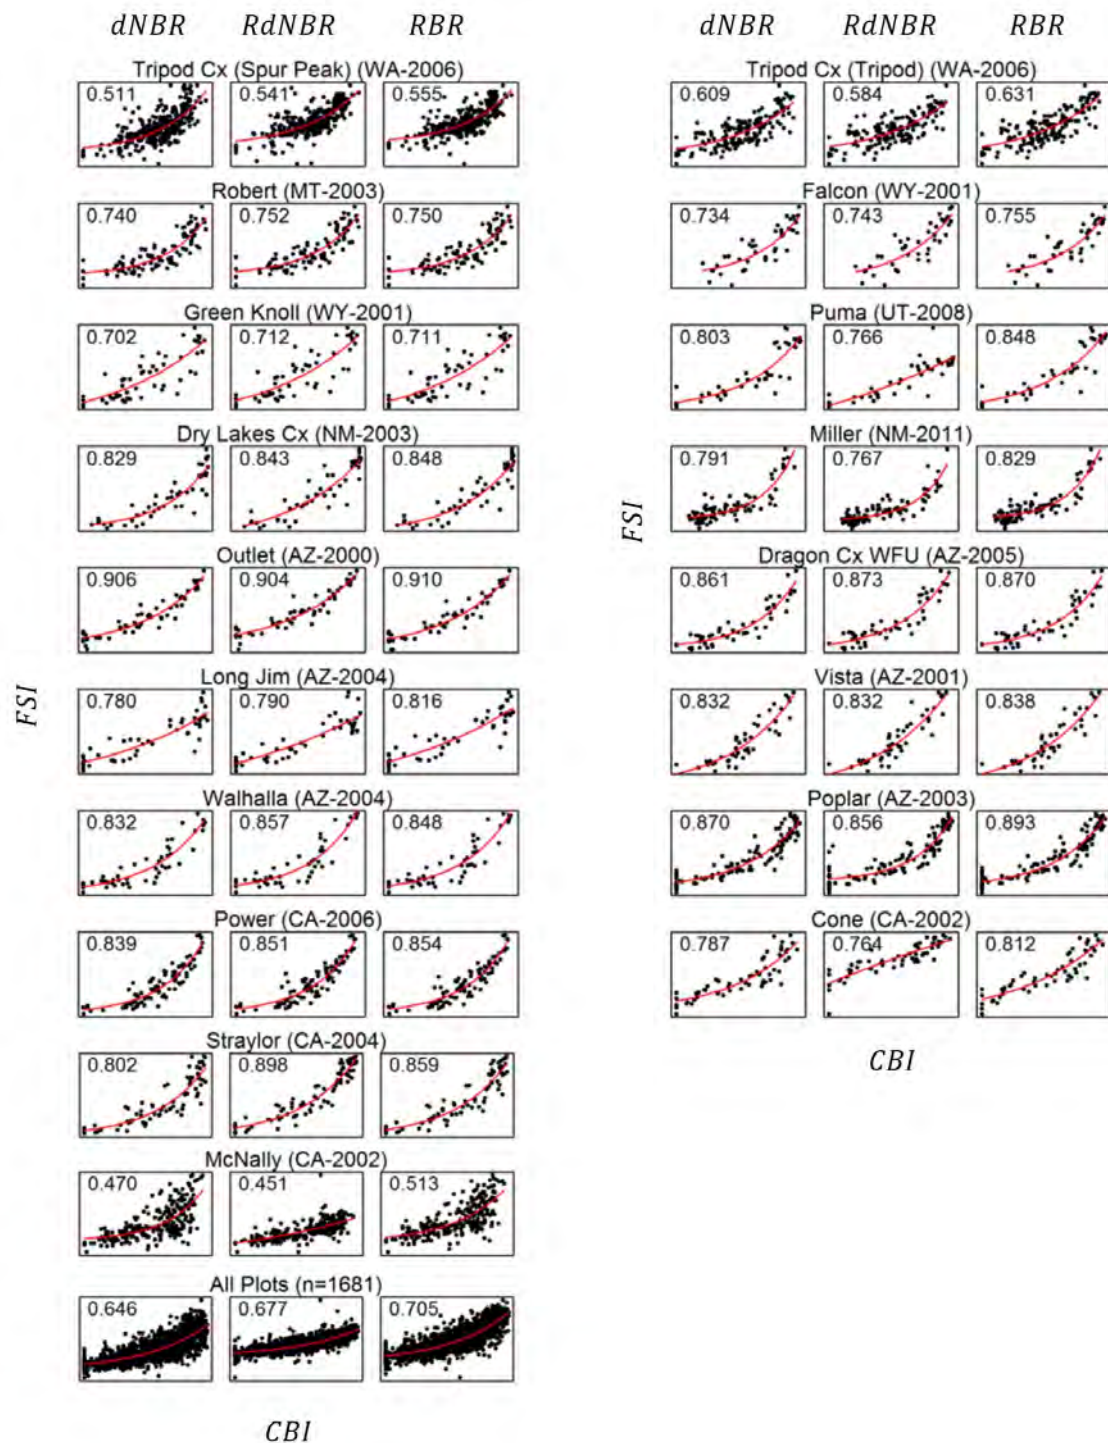 dNBR RdNBR RBR
Tripod Cx (Spur Peak) (WA-2006)
0.511 0.541 0.555
Robert (MT-2003)
0.740 0.752 0.750
Green Knoll (WY-2001)
0.702 0.712 0.711
Dry Lakes Cx (NM-2003)
0.829 0.843 0.848
Outlet (AZ-2000)
0.906 0.904 0.910
Long Jim (AZ-2004)
0.780 0.790 0.816
Walhalla (AZ-2004)
0.832 0.857 0.848
Power (CA-2006)
0.839 0.851 0.854
Straylor (CA-2004)
0.802 0.898 0.859
McNally (CA-2002)
0.470 0.451 0.513
All Plots (n=1681)
0.646 0.677 0.705
FSI
CBI
dNBR RdNBR RBR
Tripod Cx (Tripod) (WA-2006)
0.609 0.584 0.631
Falcon (WY-2001)
0.734 0.743 0.755
Puma (UT-2008)
0.803 0.766 0.848
Miller (NM-2011)
0.791 0.767 0.829
Dragon Cx WFU (AZ-2005)
0.861 0.873 0.870
Vista (AZ-2001)
0.832 0.832 0.838
Poplar (AZ-2003)
0.870 0.856 0.893
Cone (CA-2002)
0.787 0.764 0.812
FSI
CBI